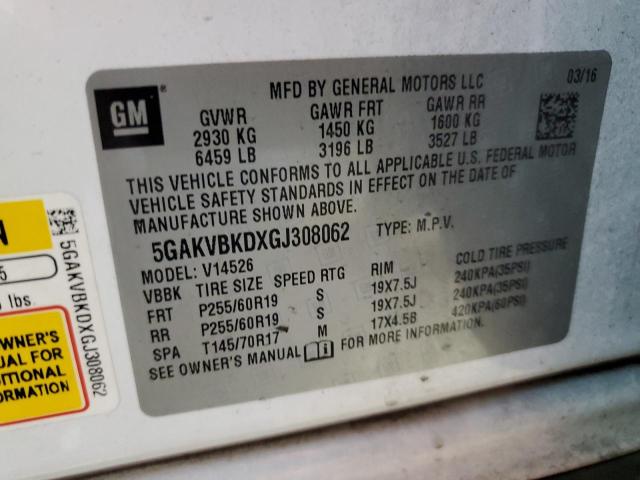 GM
®
MFD BY GENERAL MOTORS LLC
03/16
GVWR GAWR FRT GAWR RR
2930 KG 1450 KG 1600 KG
6459 LB 3196 LB 3527 LB
THIS VEHICLE CONFORMS TO ALL APPLICABLE U.S. FEDERAL MOTOR
VEHICLE SAFETY STANDARDS IN EFFECT ON THE DATE OF
MANUFACTURE SHOWN ABOVE.
5GAKVBKDXGJ308062 TYPE: M.P.V.
MODEL: V14526
VBBK TIRE SIZE SPEED RTG RIM COLD TIRE PRESSURE
FRT P255/60R19 S 19X7.5J 240KPA(35PSI)
RR P255/60R19 S 19X7.5J 240KPA(35PSI)
SPA T145/70R17 M 17X4.5B 420KPA(60PSI)
SEE OWNER'S MANUAL FOR MORE INFORMATION.
5GAKVBKDXGJ308062
N
5
lbs.
OWNER'S
UAL FOR
DITIONAL
ORMATION